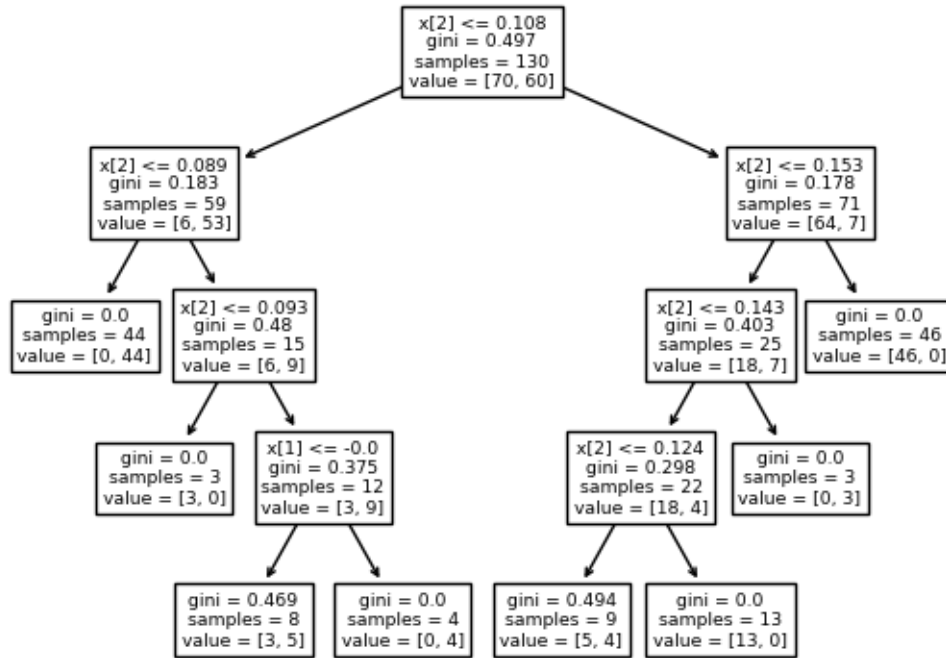 x[2] <= 0.108
gini = 0.497
samples = 130
value = [70, 60]
x[2] <= 0.089
gini = 0.183
samples = 59
value = [6, 53]
x[2] <= 0.153
gini = 0.178
samples = 71
value = [64, 7]
gini = 0.0
samples = 44
value = [0, 44]
x[2] <= 0.093
gini = 0.48
samples = 15
value = [6, 9]
x[2] <= 0.143
gini = 0.403
samples = 25
value = [18, 7]
gini = 0.0
samples = 46
value = [46, 0]
gini = 0.0
samples = 3
value = [3, 0]
x[1] <= -0.0
gini = 0.375
samples = 12
value = [3, 9]
x[2] <= 0.124
gini = 0.298
samples = 22
value = [18, 4]
gini = 0.0
samples = 3
value = [0, 3]
gini = 0.469
samples = 8
value = [3, 5]
gini = 0.0
samples = 4
value = [0, 4]
gini = 0.494
samples = 9
value = [5, 4]
gini = 0.0
samples = 13
value = [13, 0]